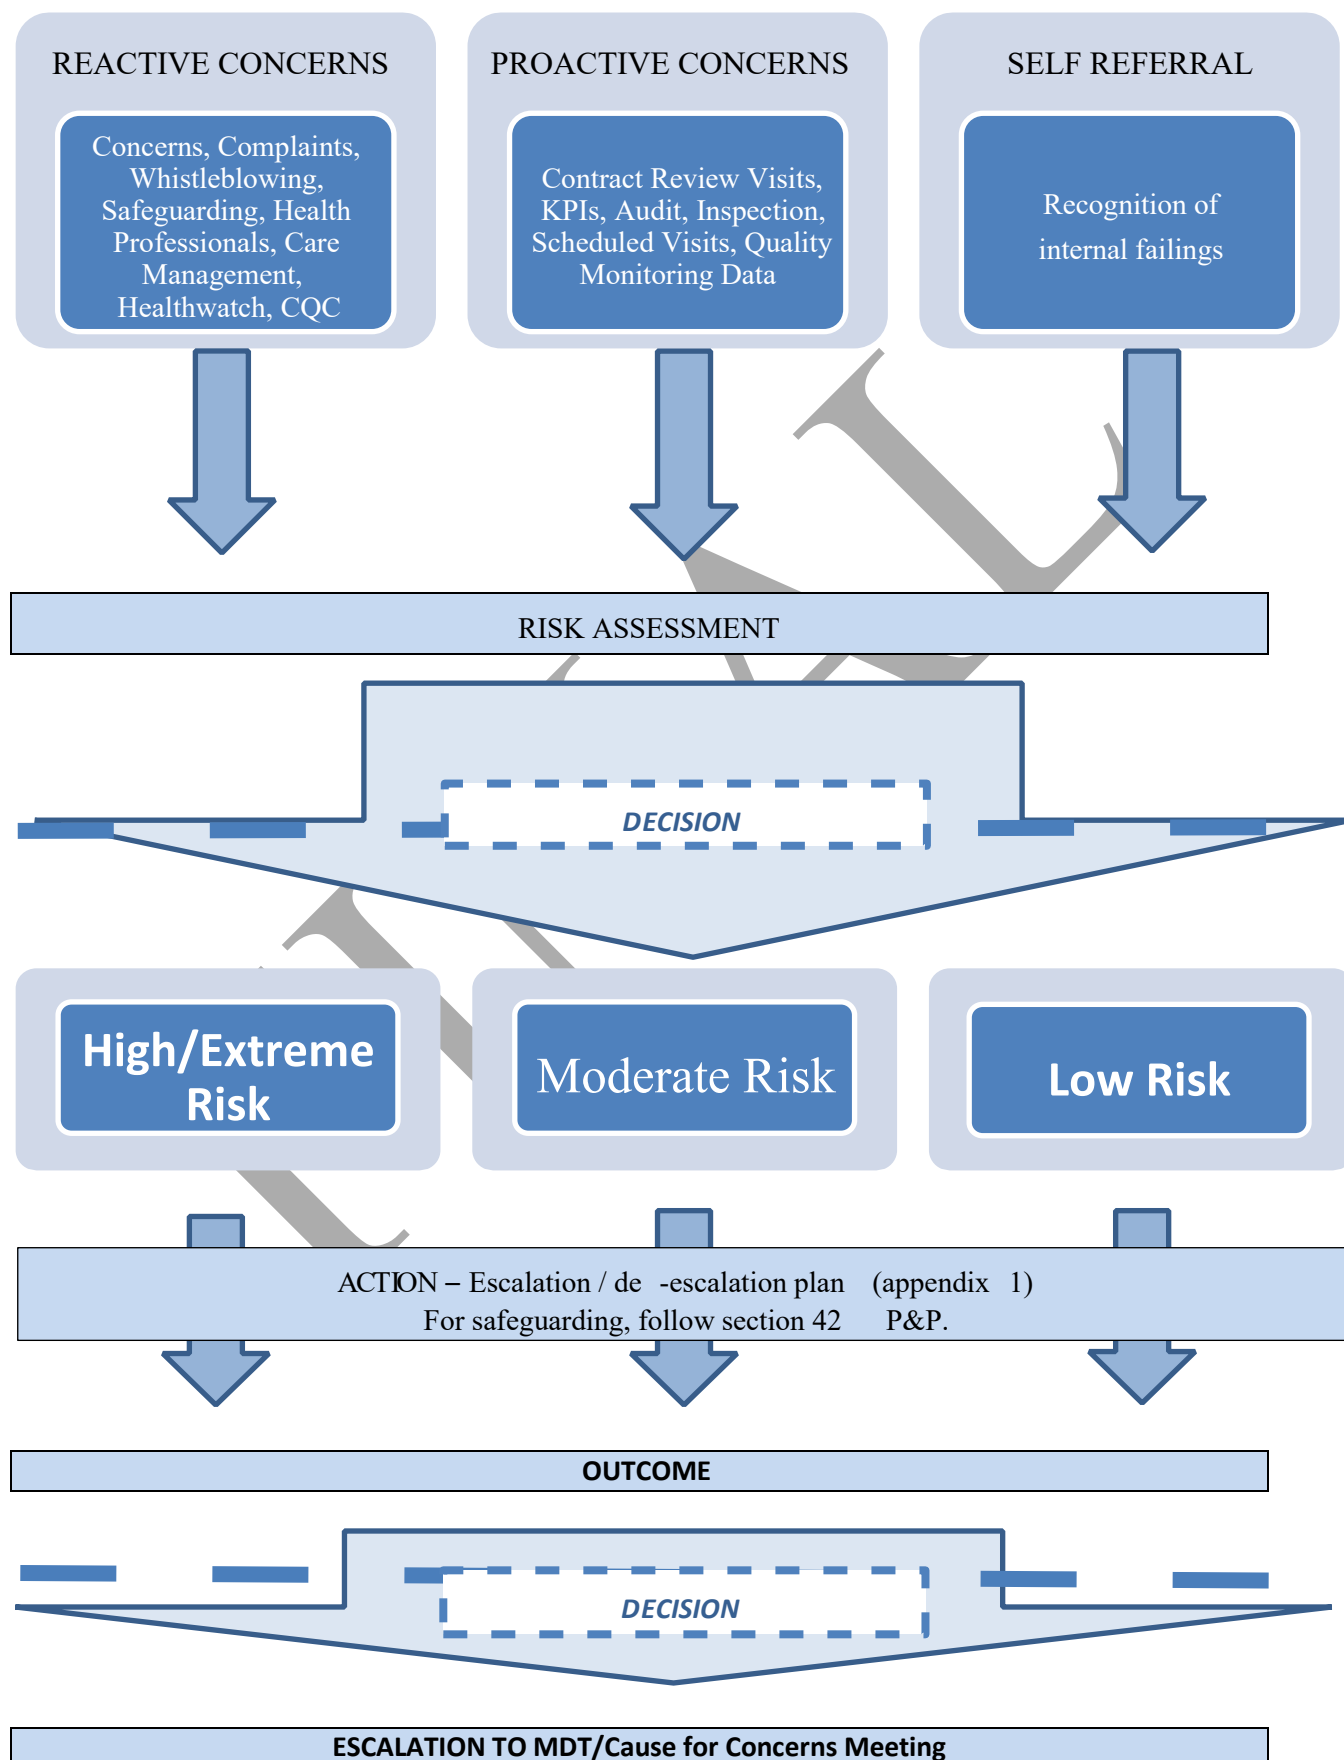 REACTIVE CONCERNS
Concerns, Complaints,
Whistleblowing,
Safeguarding, Health
Professionals, Care
Management,
Healthwatch, CQC
PROACTIVE CONCERNS
Contract Review Visits,
KPIs, Audit, Inspection,
Scheduled Visits, Quality
Monitoring Data
SELF REFERRAL
Recognition of
internal failings
RISK ASSESSMENT
DECISION
High/Extreme
Risk
Moderate Risk
Low Risk
ACTION – Escalation / de -escalation plan (appendix 1)
For safeguarding, follow section 42 P&P.
OUTCOME
DECISION
ESCALATION TO MDT/Cause for Concerns Meeting